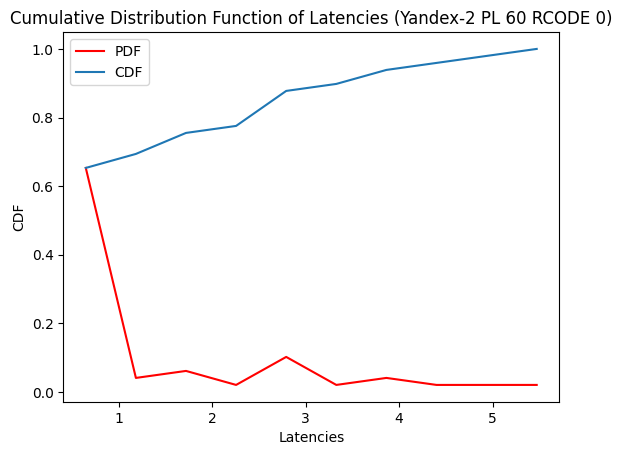 Cumulative Distribution Function of Latencies (Yandex-2 PL 60 RCODE 0)
PDF
CDF
1.0
0.8
0.6
0.4
0.2
0.0
CDF
1 2 3 4 5
Latencies